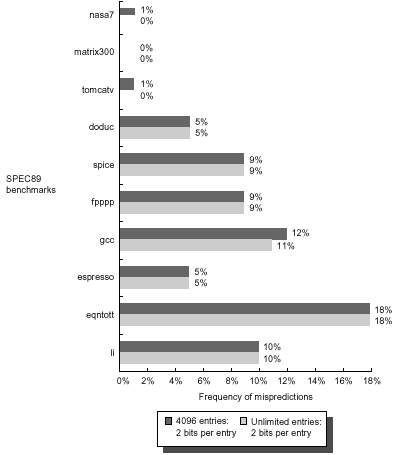 nasa7
1%
0%
matrix300
0%
0%
tomcatv
1%
0%
doduc
5%
5%
SPEC89
benchmarks
spice
9%
9%
fpppp
9%
9%
gcc
12%
11%
espresso
5%
5%
eqntott
18%
18%
li
10%
10%
0% 2% 4% 6% 8% 10% 12% 14% 16% 18%
Frequency of mispredictions
4096 entries:
2 bits per entry
Unlimited entries:
2 bits per entry